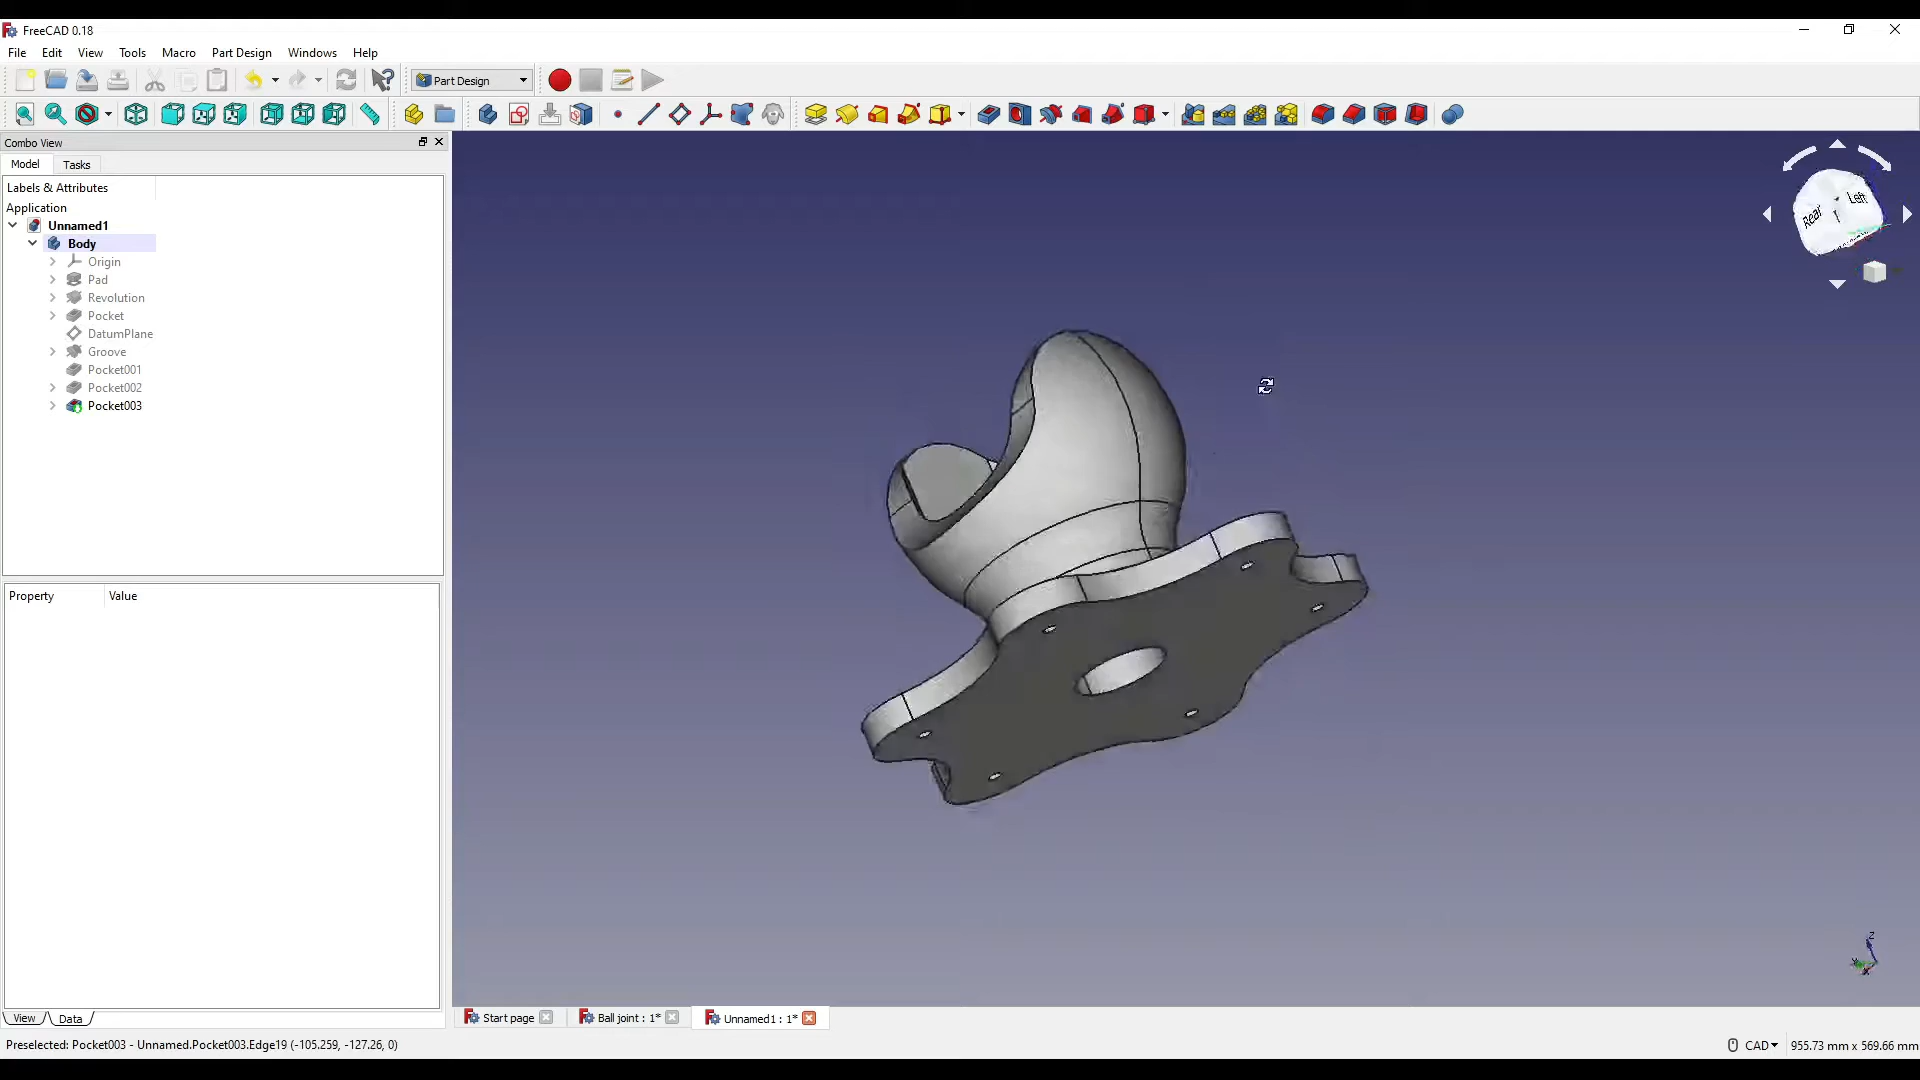 FreeCAD 0.18
File Edit View Tools Macro Part Design Windows Help
Part Design
Combo View
Model Tasks
Labels & Attributes
Application
Unnamed1
Body
Origin
Pad
Revolution
Pocket
DatumPlane
Groove
Pocket001
Pocket002
Pocket003
Rear Left
Property Value
Z
View Data
Start page Ball joint : 1* Unnamed1 : 1*
Preselected: Pocket003 - Unnamed.Pocket003.Edge19 (-105.259, -127.26, 0)
CAD 955.73 mm x 569.66 mm